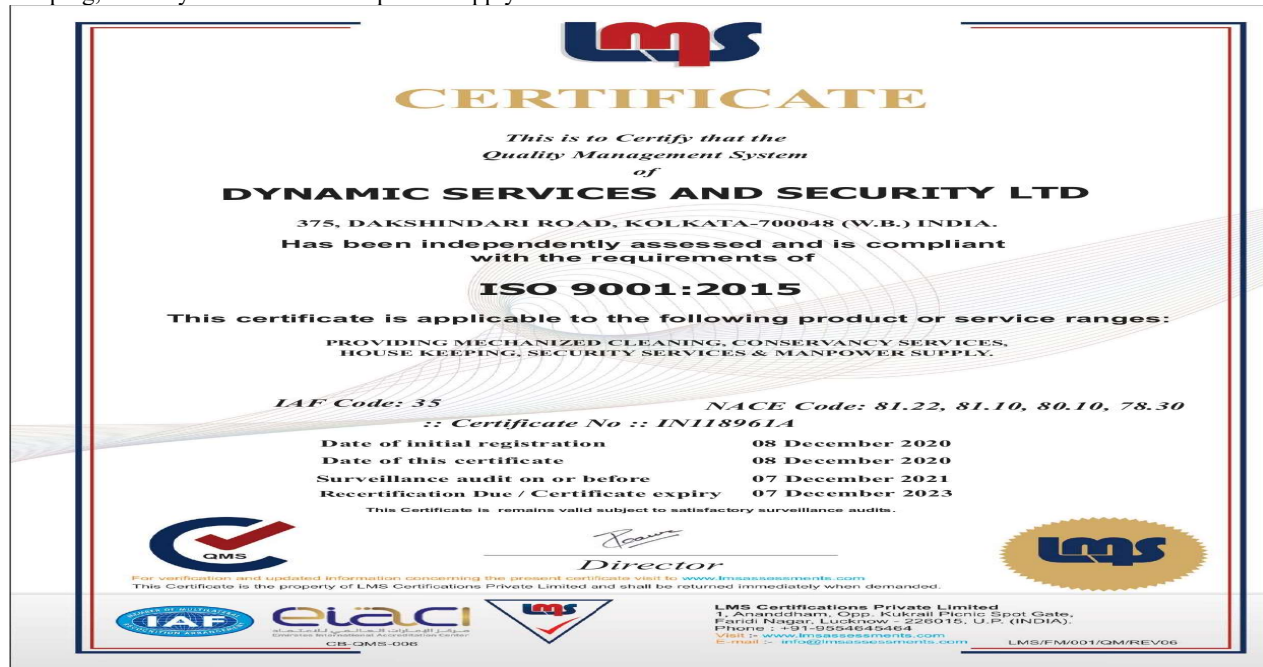 LMS
CERTIFICATE
This is to Certify that the
Quality Management System
of
DYNAMIC SERVICES AND SECURITY LTD
375, DAKSHINDARI ROAD, KOLKATA-700048 (W.B.) INDIA.
Has been independently assessed and is compliant
with the requirements of
ISO 9001:2015
This certificate is applicable to the following product or service ranges:
PROVIDING MECHANIZED CLEANING, CONSERVANCY SERVICES,
HOUSE KEEPING, SECURITY SERVICES & MANPOWER SUPPLY.
IAF Code: 35 NACE Code: 81.22, 81.10, 80.10, 78.30
:: Certificate No :: IN118961A
Date of initial registration 08 December 2020
Date of this certificate 08 December 2020
Surveillance audit on or before 07 December 2021
Recertification Due / Certificate expiry 07 December 2023
This Certificate is remains valid subject to satisfactory surveillance audits.
QMS
LMS
Director
For verification and updated information concerning the present certificate visit to www.lmsassessments.com
This Certificate is the property of LMS Certifications Private Limited and shall be returned immediately when demanded.
IAF
eiaci
مركز الإمارات العالمي للاعتماد
Emirates International Accreditation Center
CB-QMS-006
LMS
LMS Certifications Private Limited
1, Ananddham, Opp. Kukrail Picnic Spot Gate,
Faridi Nagar, Lucknow - 226015, U.P. (INDIA).
Phone : +91-9554645464
Visit :- www.lmsassessments.com
E-mail :- info@lmsassessments.com
LMS/FM/001/QM/REV06